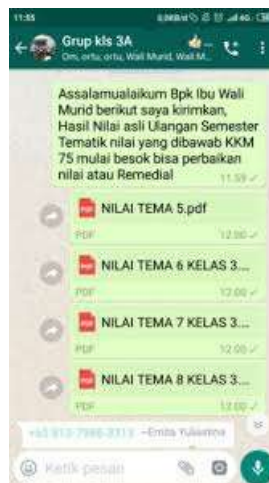 11:55
Grup kls 3A
Om, ortu, ortu, Wali Murid, Wali M...
Assalamualaikum Bpk Ibu Wali
Murid berikut saya kirimkan,
Hasil Nilai asli Ulangan Semester
Tematik nilai yang dibawab KKM
75 mulai besok bisa perbaikan
nilai atau Remedial
11.59
NILAI TEMA 5.pdf
PDF
12.00
NILAI TEMA 6 KELAS 3....
PDF
12.00
NILAI TEMA 7 KELAS 3....
PDF
12.00
NILAI TEMA 8 KELAS 3....
PDF
12.00
Ketik pesan